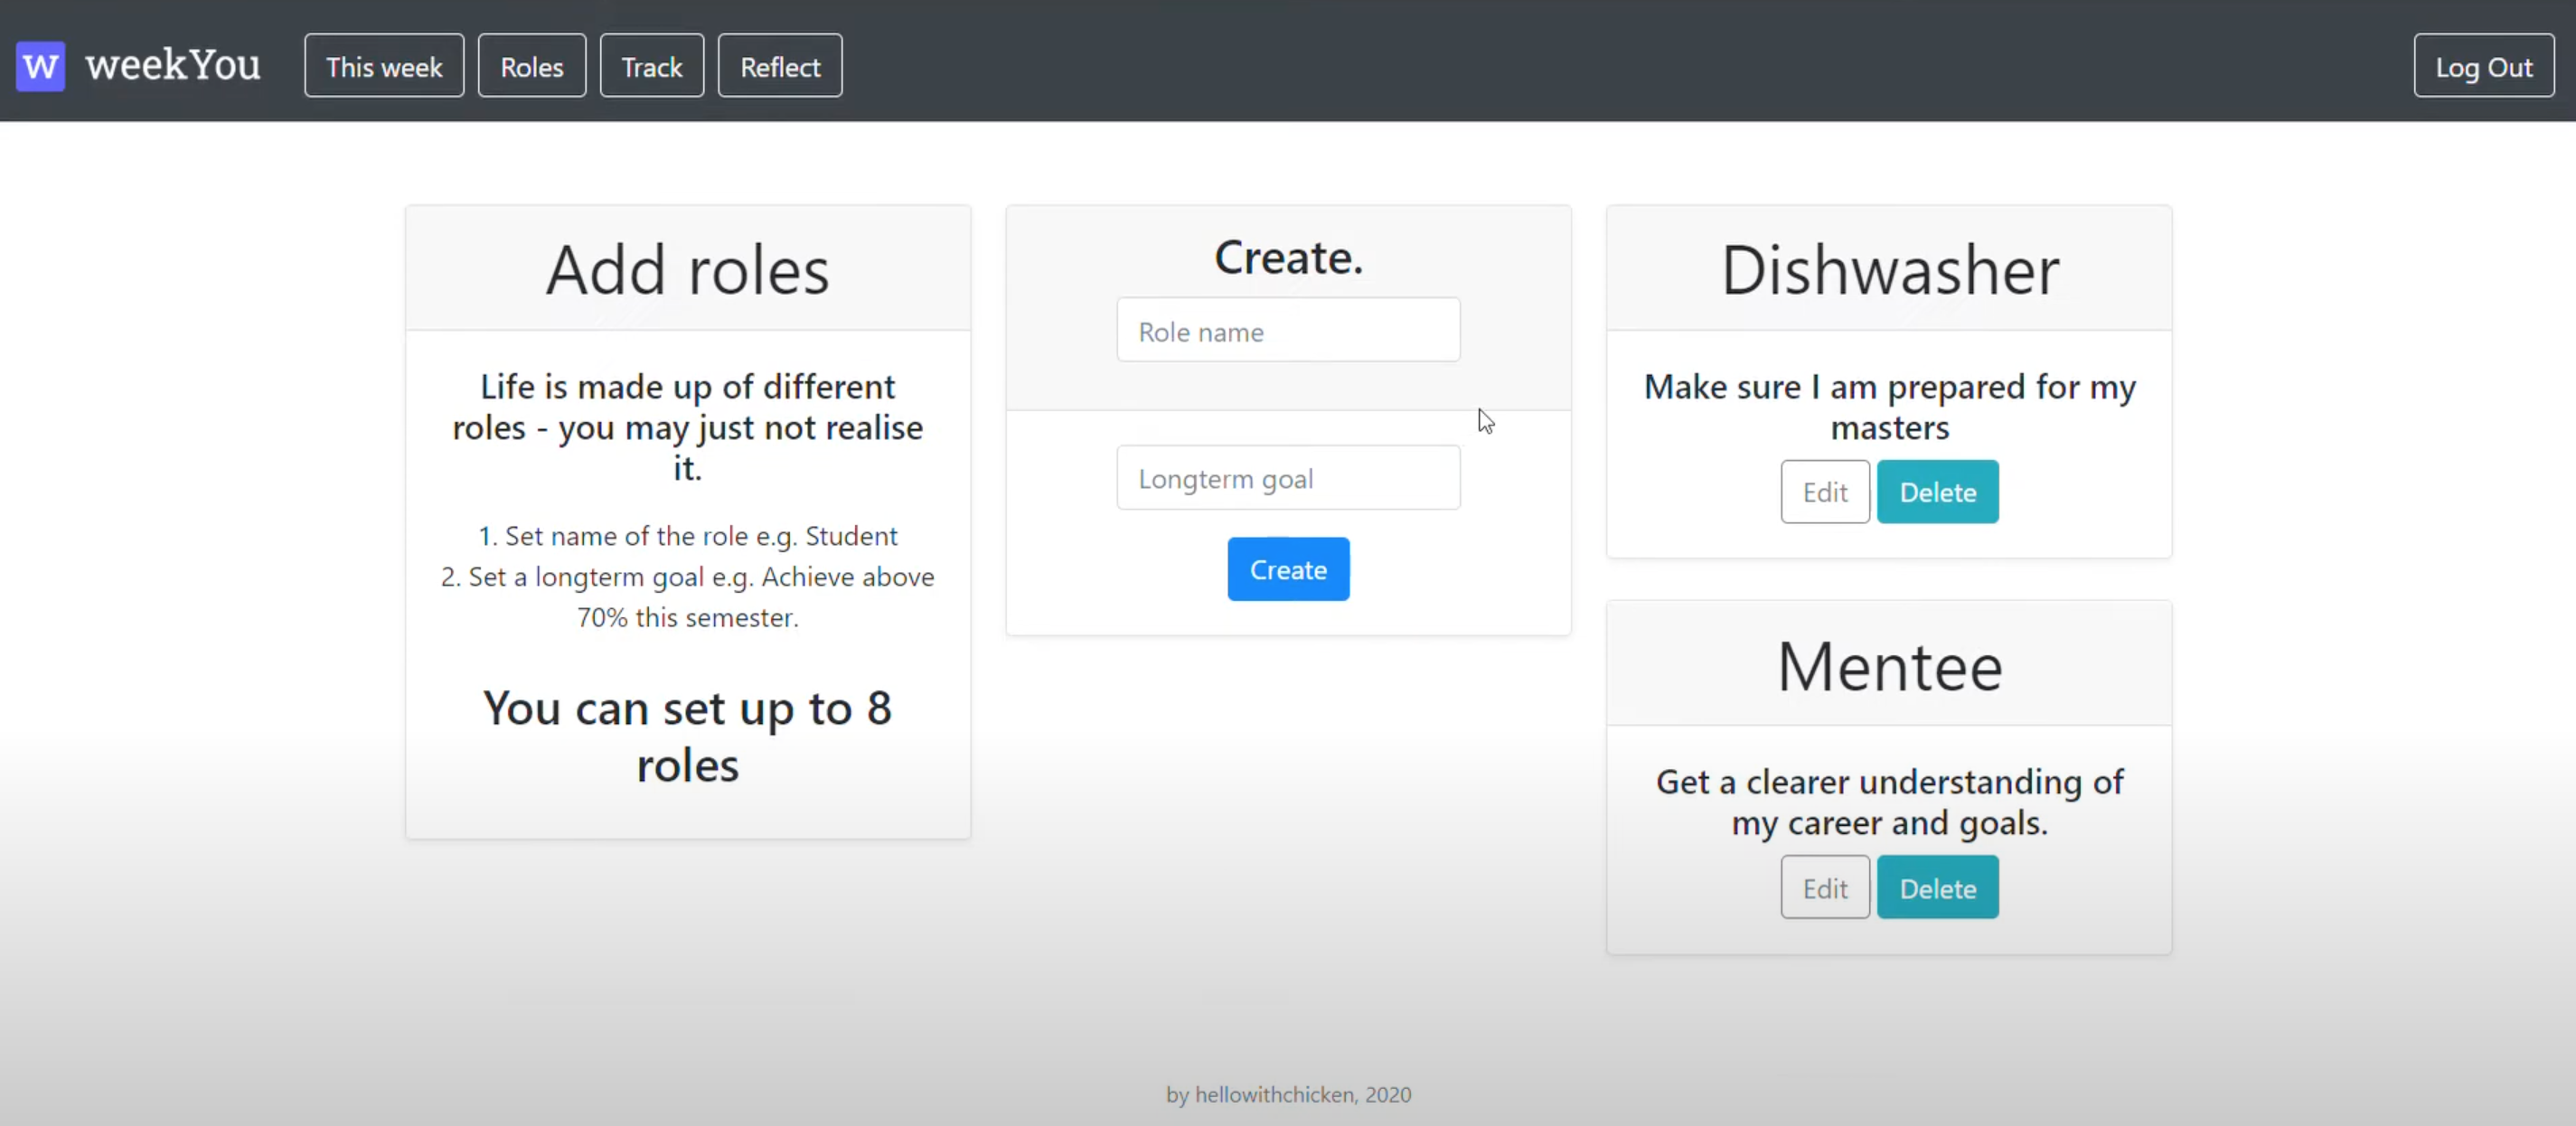 w weekYou
This week
Roles
Track
Reflect
Log Out
Add roles
Life is made up of different
roles - you may just not realise
it.
1. Set name of the role e.g. Student
2. Set a longterm goal e.g. Achieve above
70% this semester.
You can set up to 8
roles
Create.
Role name
Longterm goal
Create
Dishwasher
Make sure I am prepared for my
masters
Edit
Delete
Mentee
Get a clearer understanding of
my career and goals.
Edit
Delete
by hellowithchicken, 2020